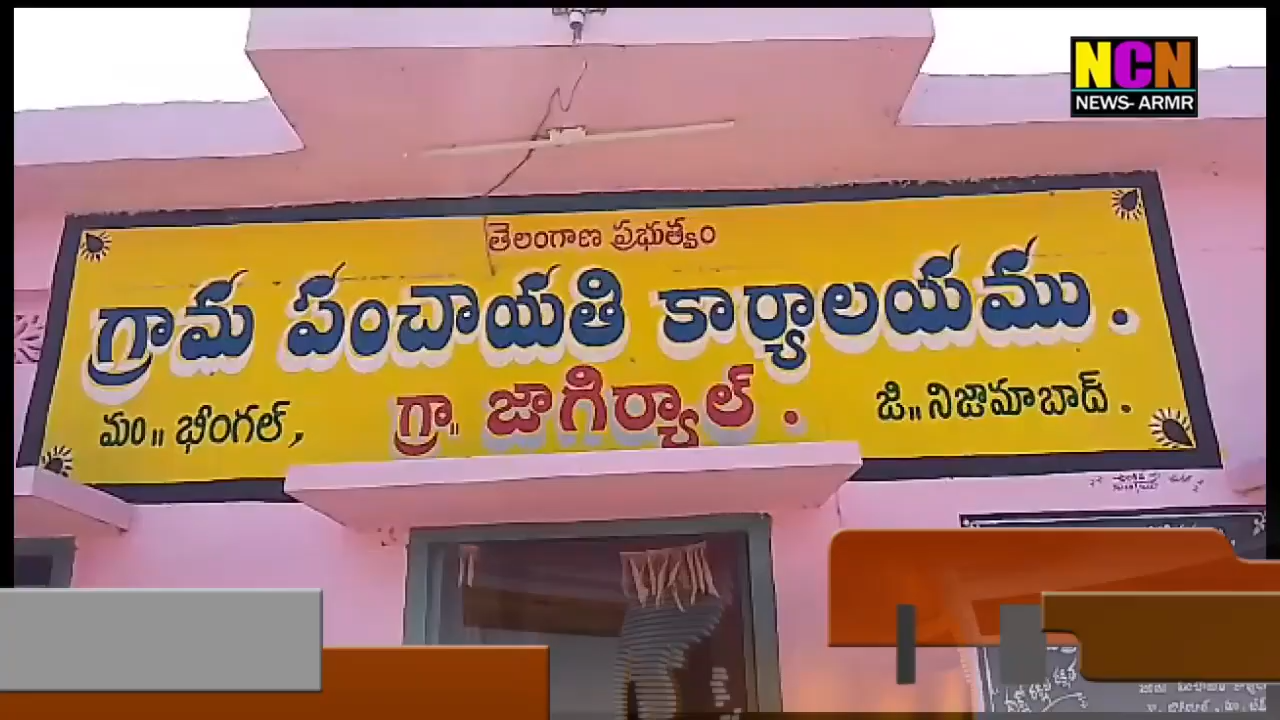 NCN
NEWS- ARMR
తెలంగాణ ప్రభుత్వం
గ్రామ పంచాయతి కార్యాలయము.
మం॥ భీంగల్, గ్రా॥ జాగిర్యాల్. జి॥ నిజామాబాద్.